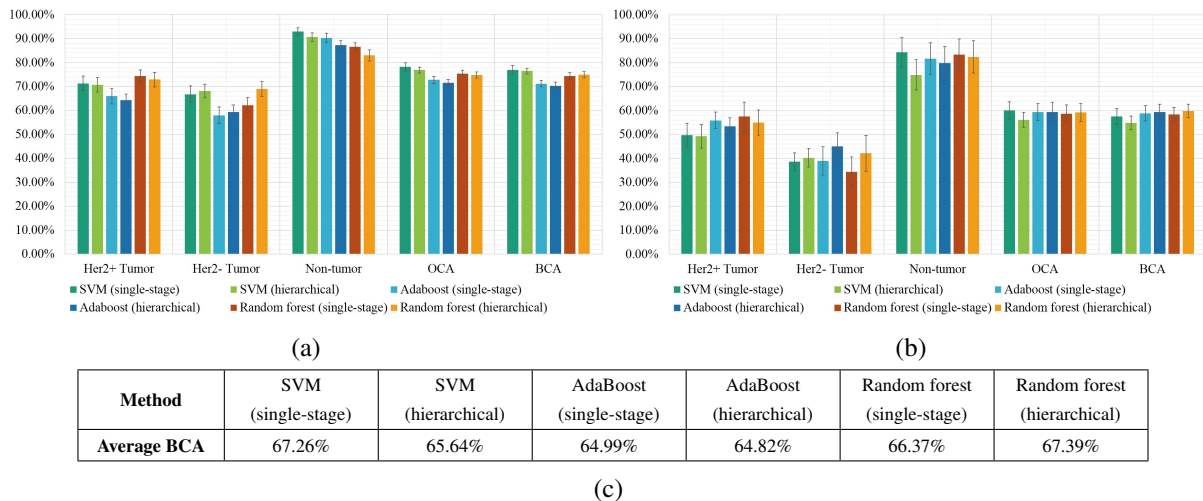 100.00%
90.00%
80.00%
70.00%
60.00%
50.00%
40.00%
30.00%
20.00%
10.00%
0.00%
Her2+ Tumor Her2- Tumor Non-tumor OCA BCA
SVM (single-stage) SVM (hierarchical) Adaboost (single-stage)
Adaboost (hierarchical) Random forest (single-stage) Random forest (hierarchical)
(a)
100.00%
90.00%
80.00%
70.00%
60.00%
50.00%
40.00%
30.00%
20.00%
10.00%
0.00%
Her2+ Tumor Her2- Tumor Non-tumor OCA BCA
SVM (single-stage) SVM (hierarchical) Adaboost (single-stage)
Adaboost (hierarchical) Random forest (single-stage) Random forest (hierarchical)
(b)
Method SVM (single-stage) SVM (hierarchical) AdaBoost (single-stage) AdaBoost (hierarchical) Random forest (single-stage) Random forest (hierarchical)
Average BCA 67.26% 65.64% 64.99% 64.82% 66.37% 67.39%
(c)